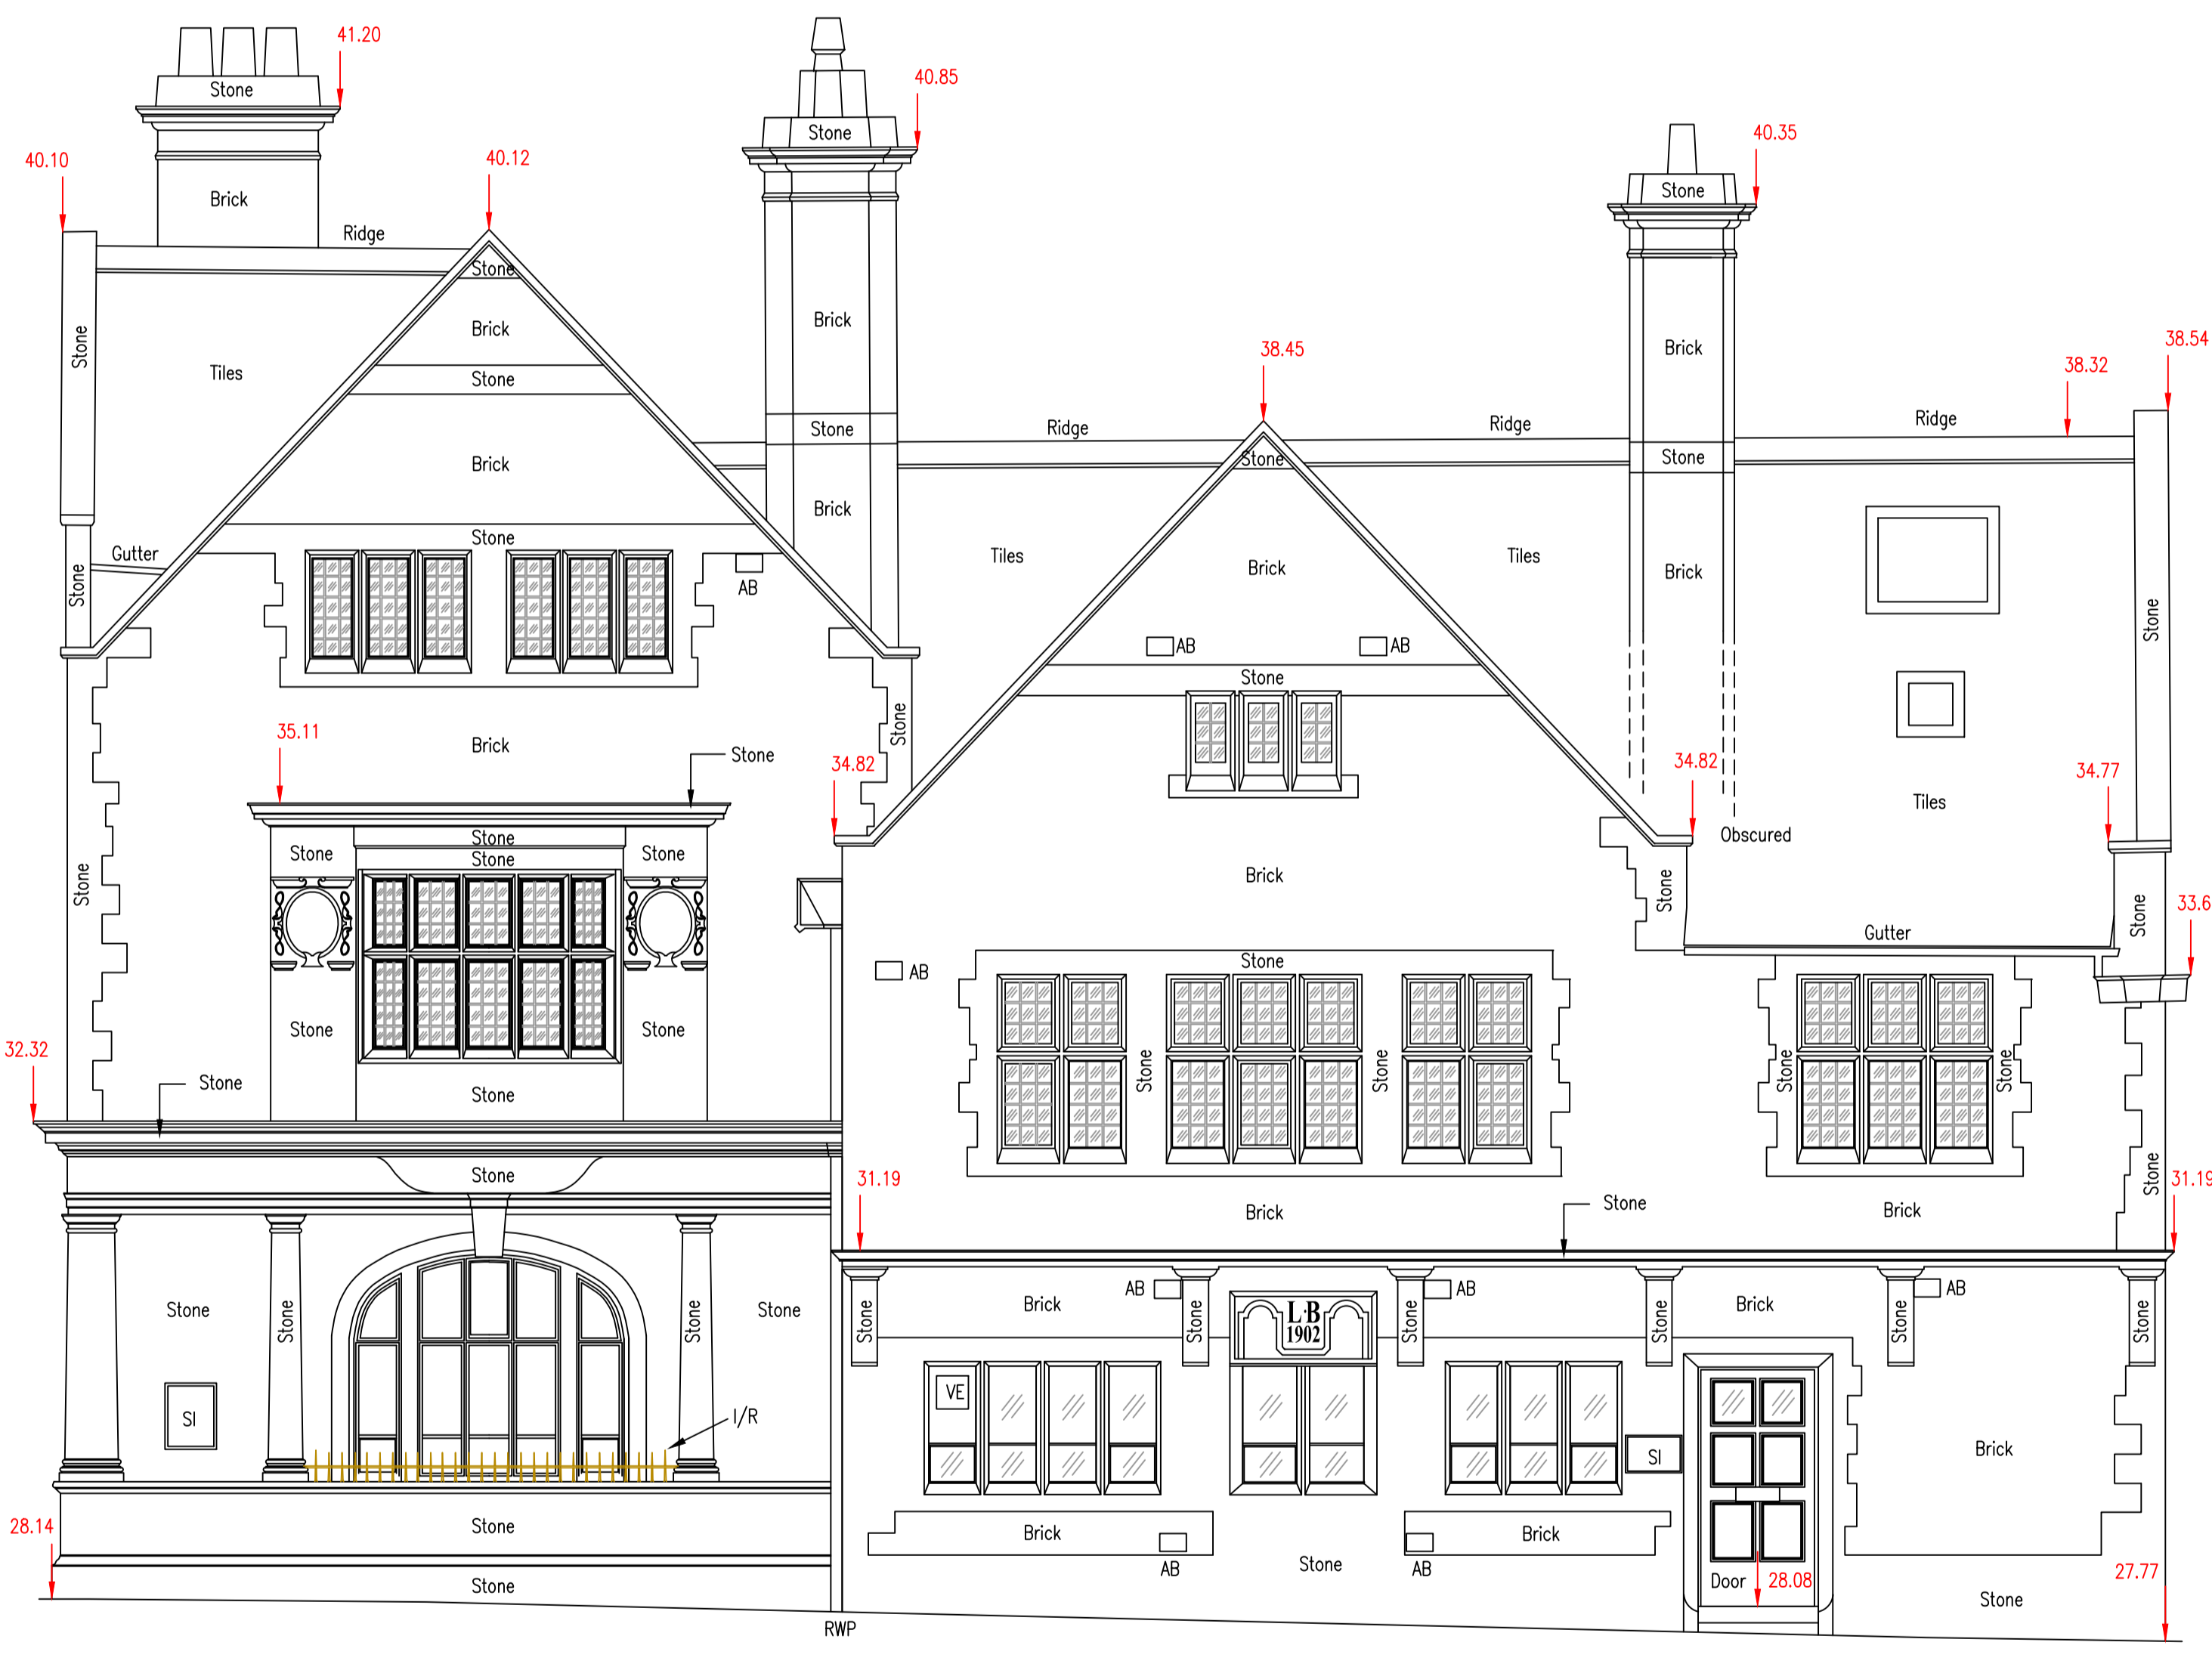 41.20
Stone
40.85
Stone
40.35
40.10
40.12
Stone
Brick
Ridge
Stone
Brick
Brick
Stone
Tiles
Stone
Brick
38.45
38.54
38.32
Ridge
Stone
Ridge
Ridge
Stone
Stone
Brick
Brick
Stone
Gutter
Stone
AB
Tiles
Brick
Tiles
Brick
Stone
AB
AB
Stone
Brick
35.11
Stone
Stone
34.82
34.82
34.77
Tiles
Obscured
Stone
Stone
Stone
Stone
Stone
Brick
Stone
Stone
33.6
Gutter
AB
Stone
Stone
Stone
32.32
Stone
Stone
Stone
Stone
Stone
Stone
Stone
31.19
Stone
31.19
Stone
Brick
Brick
Stone
Stone
Stone
Stone
AB
Brick
AB
Brick
AB
L·B
1902
Stone
Stone
Stone
Stone
Stone
Stone
SI
VE
I/R
SI
Brick
28.14
Stone
Brick
Brick
AB
Stone
AB
Door
28.08
27.77
Stone
Stone
RWP